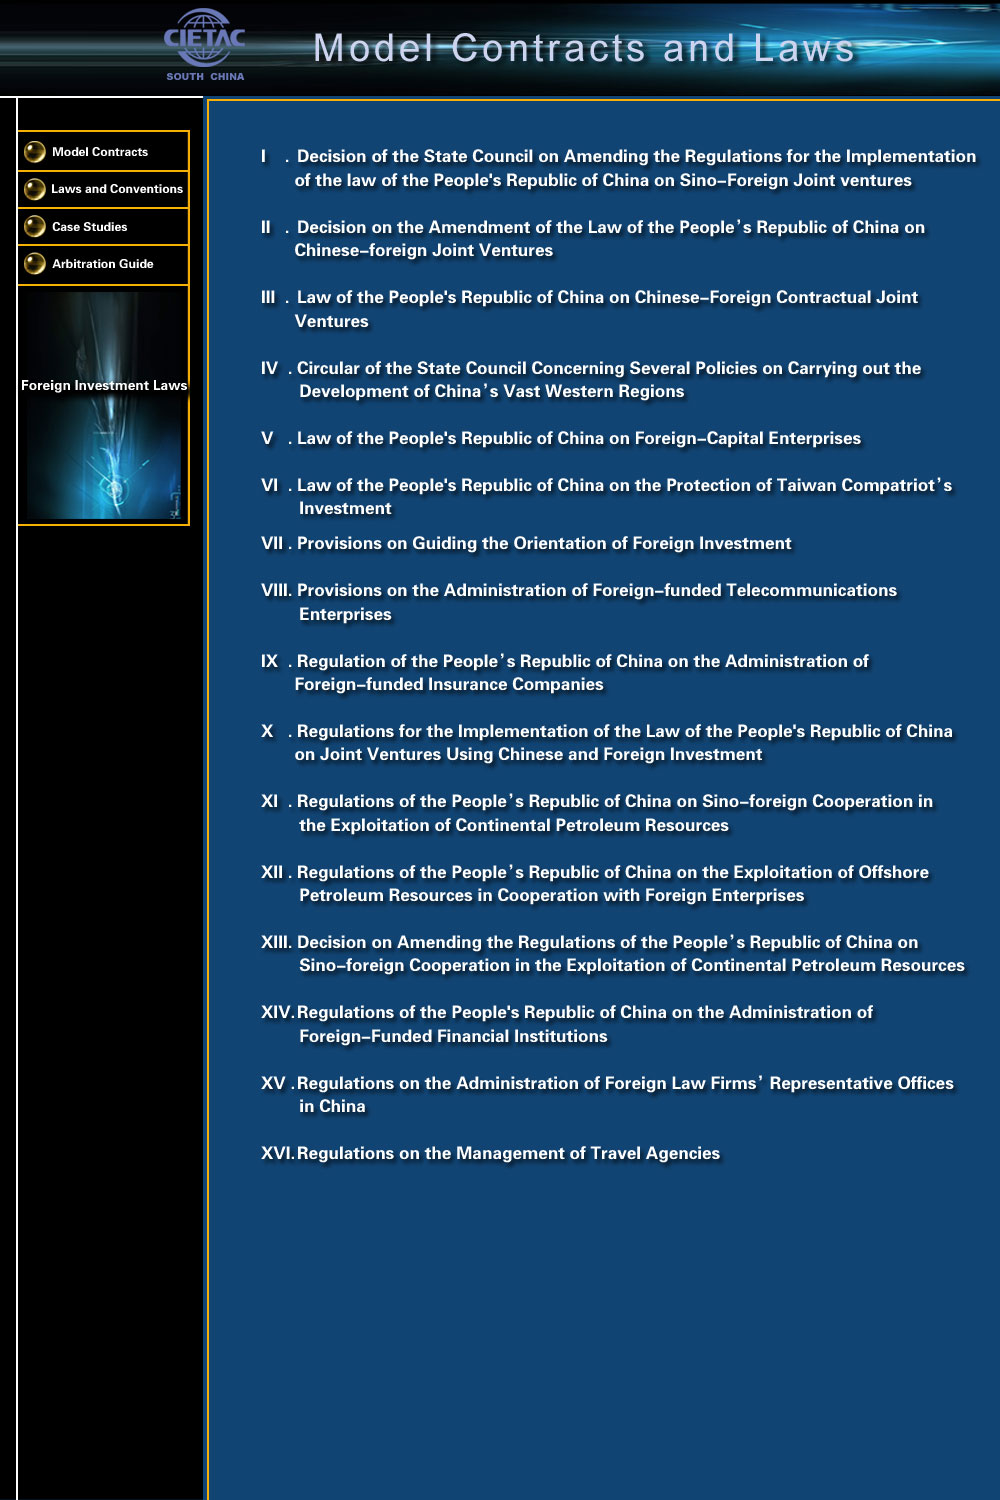 CIETAC
SOUTH CHINA
Model Contracts and Laws
Model Contracts
Laws and Conventions
Case Studies
Arbitration Guide
Foreign Investment Laws
I . Decision of the State Council on Amending the Regulations for the Implementation
of the law of the People's Republic of China on Sino-Foreign Joint ventures
II . Decision on the Amendment of the Law of the People's Republic of China on
Chinese-foreign Joint Ventures
III . Law of the People's Republic of China on Chinese-Foreign Contractual Joint
Ventures
IV . Circular of the State Council Concerning Several Policies on Carrying out the
Development of China's Vast Western Regions
V . Law of the People's Republic of China on Foreign-Capital Enterprises
VI . Law of the People's Republic of China on the Protection of Taiwan Compatriot's
Investment
VII . Provisions on Guiding the Orientation of Foreign Investment
VIII. Provisions on the Administration of Foreign-funded Telecommunications
Enterprises
IX . Regulation of the People's Republic of China on the Administration of
Foreign-funded Insurance Companies
X . Regulations for the Implementation of the Law of the People's Republic of China
on Joint Ventures Using Chinese and Foreign Investment
XI . Regulations of the People's Republic of China on Sino-foreign Cooperation in
the Exploitation of Continental Petroleum Resources
XII . Regulations of the People's Republic of China on the Exploitation of Offshore
Petroleum Resources in Cooperation with Foreign Enterprises
XIII. Decision on Amending the Regulations of the People's Republic of China on
Sino-foreign Cooperation in the Exploitation of Continental Petroleum Resources
XIV.Regulations of the People's Republic of China on the Administration of
Foreign-Funded Financial Institutions
XV .Regulations on the Administration of Foreign Law Firms' Representative Offices
in China
XVI.Regulations on the Management of Travel Agencies